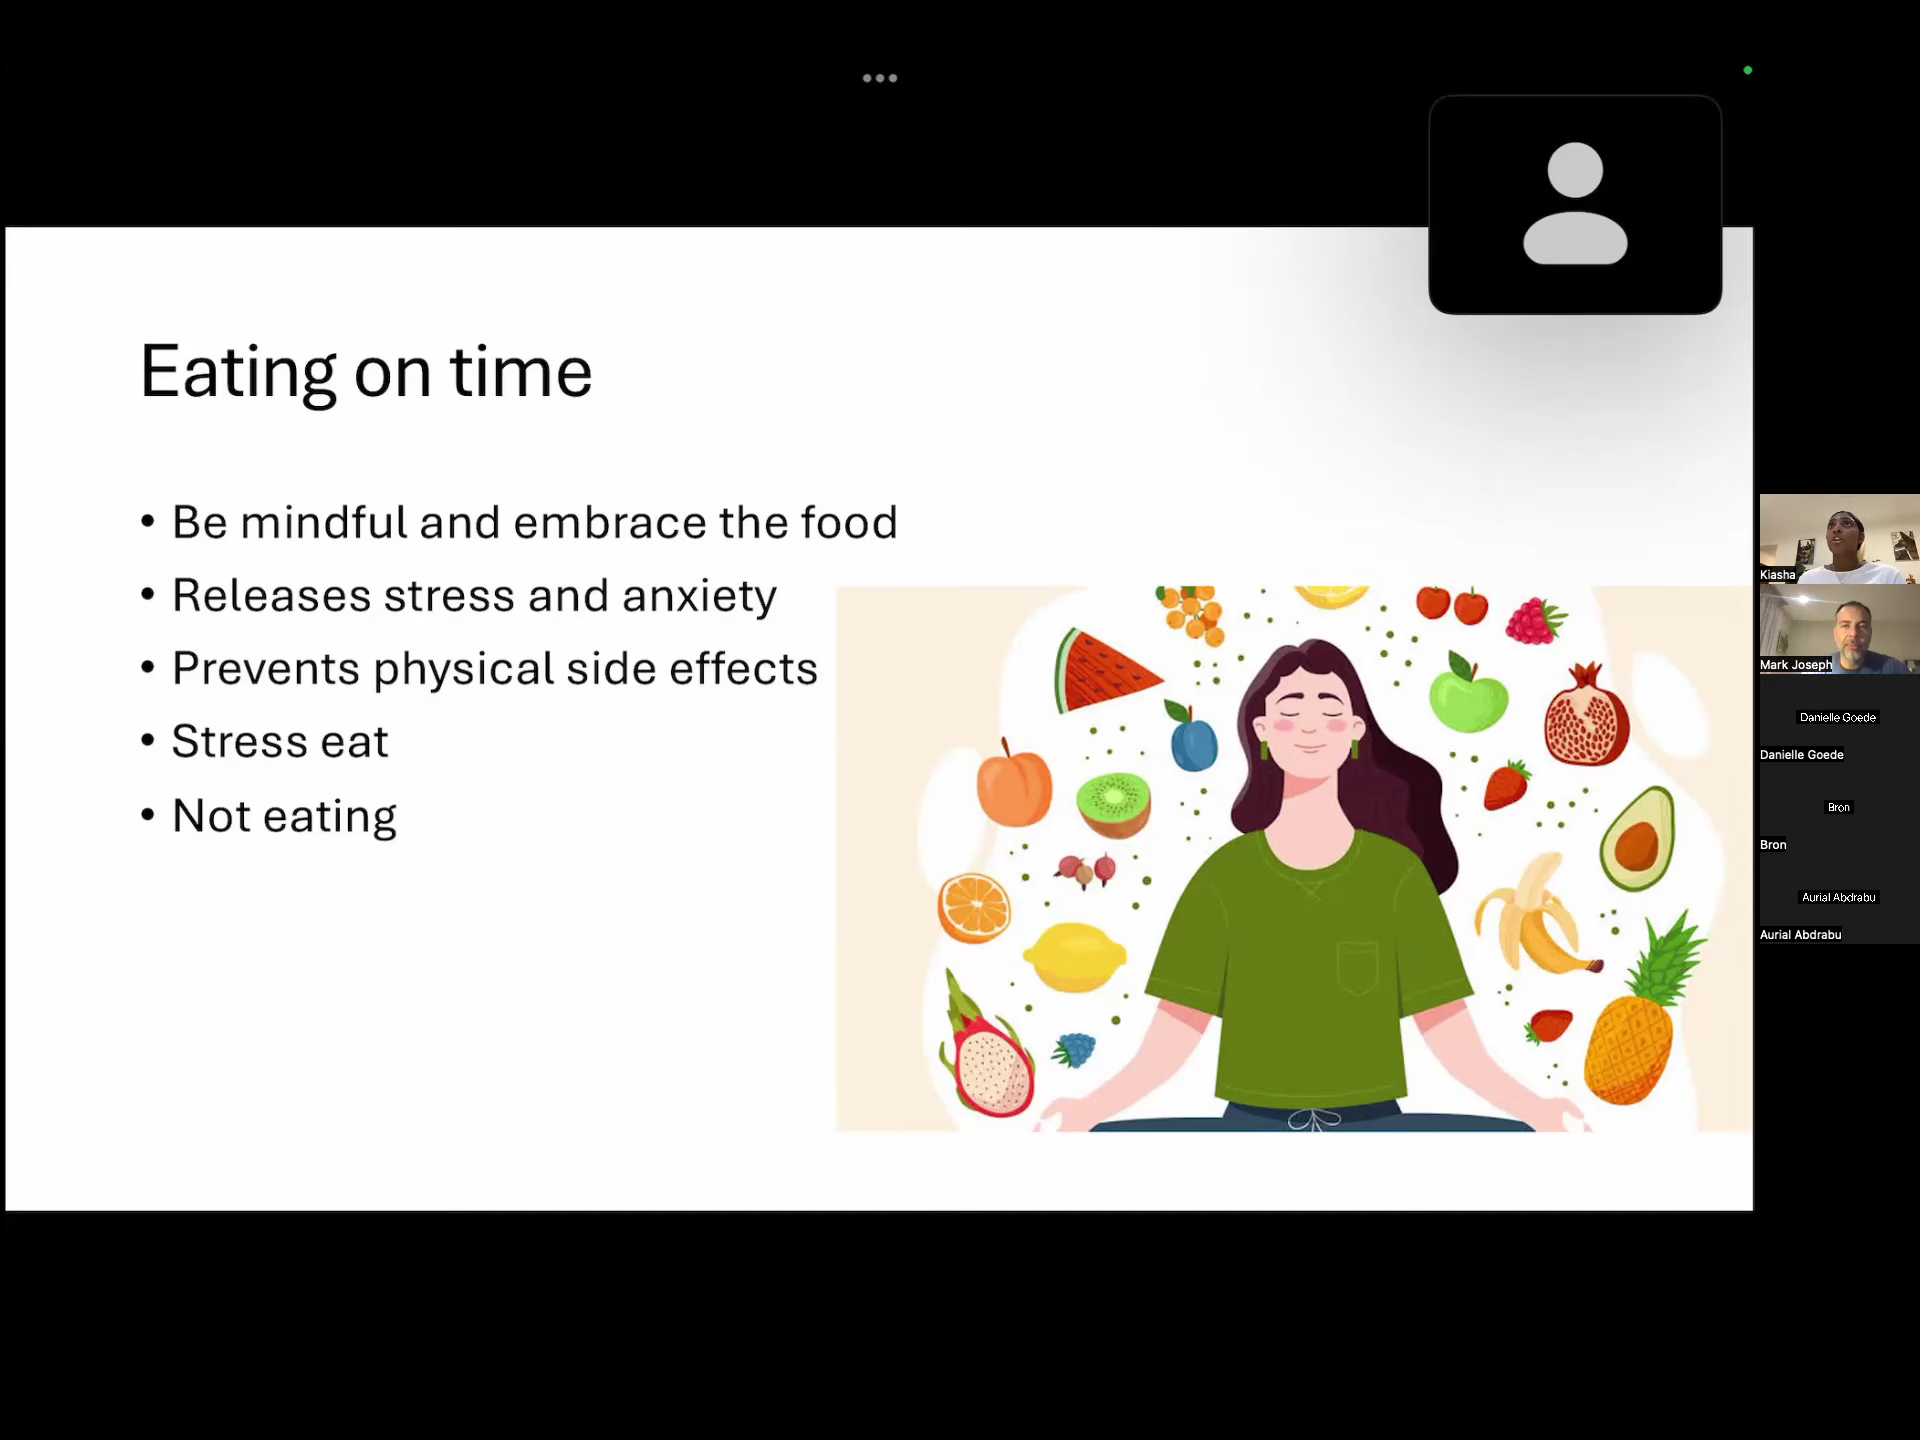 Eating on time
• Be mindful and embrace the food
• Releases stress and anxiety
• Prevents physical side effects
• Stress eat
• Not eating
Kiasha
Mark Joseph
Danielle Goede
Danielle Goede
Bron
Bron
Aurial Abdrabu
Aurial Abdrabu